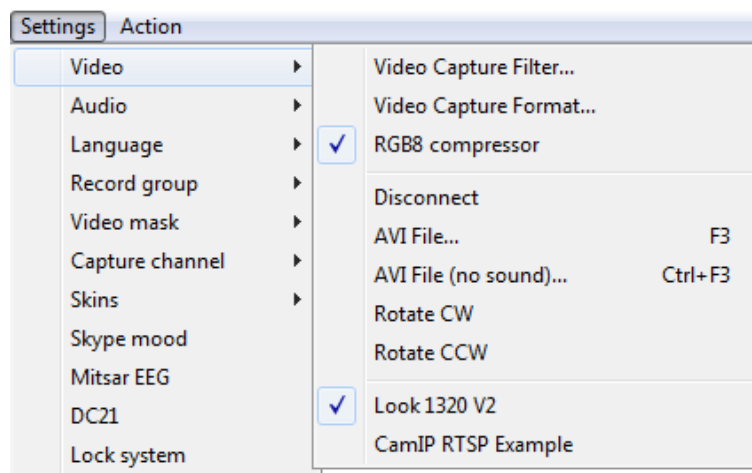 Settings Action
Video
Audio
Language
Record group
Video mask
Capture channel
Skins
Skype mood
Mitsar EEG
DC21
Lock system
Video Capture Filter...
Video Capture Format...
RGB8 compressor
Disconnect
AVI File... F3
AVI File (no sound)... Ctrl+F3
Rotate CW
Rotate CCW
Look 1320 V2
CamIP RTSP Example